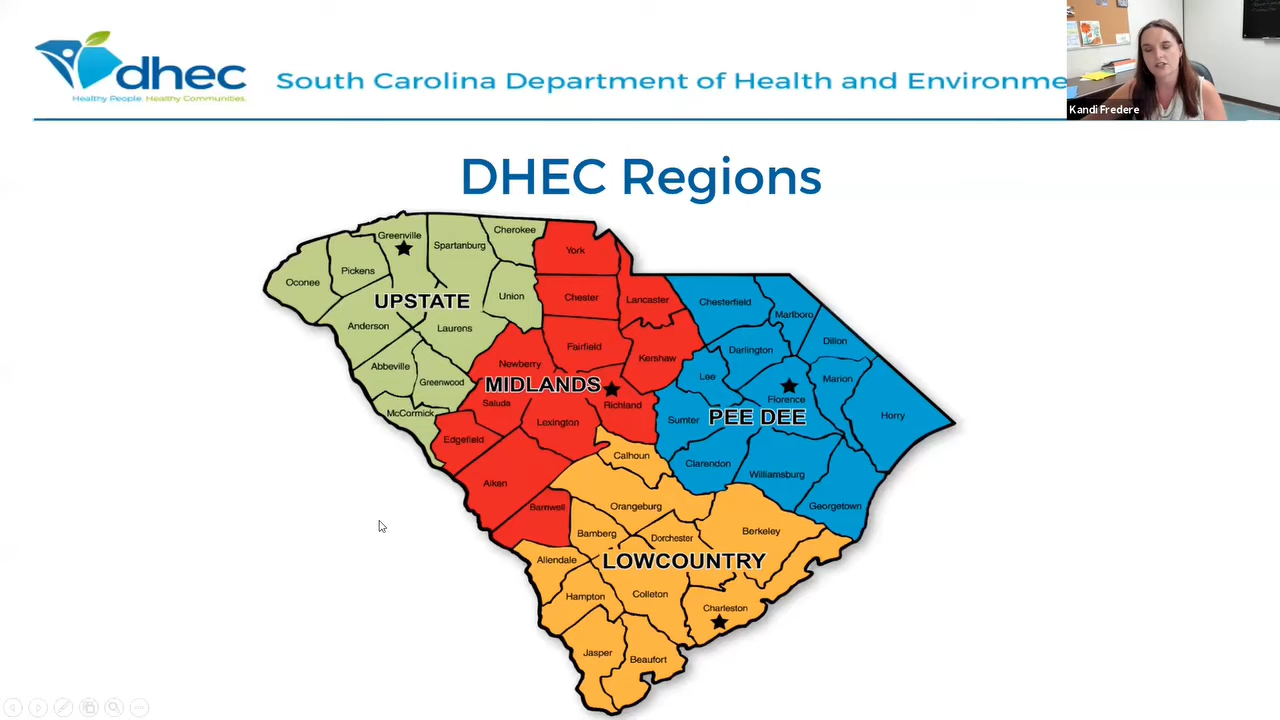 dhec
Healthy People. Healthy Communities.
South Carolina Department of Health and Environme
Kandi Fredere
DHEC Regions
Greenville
Cherokee
Spartanburg
York
Oconee
Pickens
UPSTATE
Union
Chester
Lancaster
Chesterfield
Marlboro
Anderson
Laurens
Fairfield
Kershaw
Darlington
Dillon
Abbeville
Greenwood
Newberry
MIDLANDS
Lee
Marion
McCormick
Saluda
Richland
Florence
Sumter
PEE DEE
Horry
Edgefield
Lexington
Calhoun
Clarendon
Williamsburg
Aiken
Barnwell
Orangeburg
Georgetown
Bamberg
Dorchester
Berkeley
Allendale
LOWCOUNTRY
Hampton
Colleton
Charleston
Jasper
Beaufort